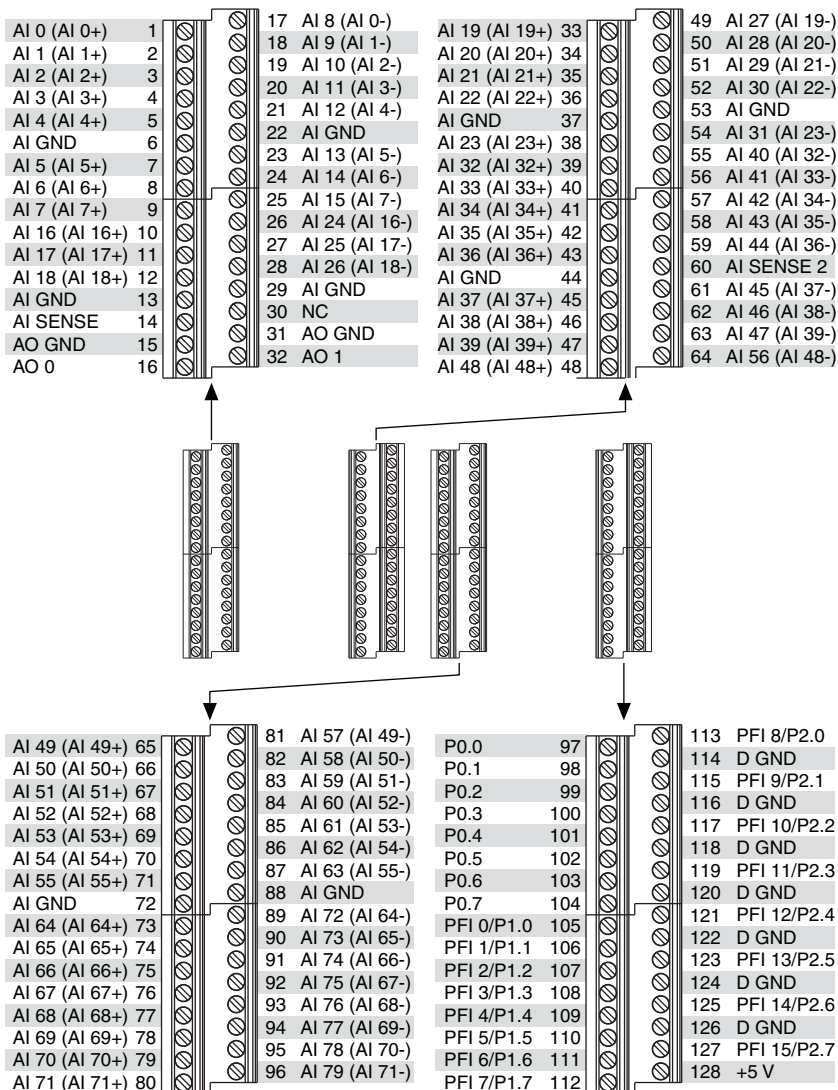 AI 0 (AI 0+) 1
AI 1 (AI 1+) 2
AI 2 (AI 2+) 3
AI 3 (AI 3+) 4
AI 4 (AI 4+) 5
AI GND 6
AI 5 (AI 5+) 7
AI 6 (AI 6+) 8
AI 7 (AI 7+) 9
AI 16 (AI 16+) 10
AI 17 (AI 17+) 11
AI 18 (AI 18+) 12
AI GND 13
AI SENSE 14
AO GND 15
AO 0 16
17 AI 8 (AI 0-)
18 AI 9 (AI 1-)
19 AI 10 (AI 2-)
20 AI 11 (AI 3-)
21 AI 12 (AI 4-)
22 AI GND
23 AI 13 (AI 5-)
24 AI 14 (AI 6-)
25 AI 15 (AI 7-)
26 AI 24 (AI 16-)
27 AI 25 (AI 17-)
28 AI 26 (AI 18-)
29 AI GND
30 NC
31 AO GND
32 AO 1
AI 19 (AI 19+) 33
AI 20 (AI 20+) 34
AI 21 (AI 21+) 35
AI 22 (AI 22+) 36
AI GND 37
AI 23 (AI 23+) 38
AI 32 (AI 32+) 39
AI 33 (AI 33+) 40
AI 34 (AI 34+) 41
AI 35 (AI 35+) 42
AI 36 (AI 36+) 43
AI GND 44
AI 37 (AI 37+) 45
AI 38 (AI 38+) 46
AI 39 (AI 39+) 47
AI 48 (AI 48+) 48
49 AI 27 (AI 19-)
50 AI 28 (AI 20-)
51 AI 29 (AI 21-)
52 AI 30 (AI 22-)
53 AI GND
54 AI 31 (AI 23-)
55 AI 40 (AI 32-)
56 AI 41 (AI 33-)
57 AI 42 (AI 34-)
58 AI 43 (AI 35-)
59 AI 44 (AI 36-)
60 AI SENSE 2
61 AI 45 (AI 37-)
62 AI 46 (AI 38-)
63 AI 47 (AI 39-)
64 AI 56 (AI 48-)
AI 49 (AI 49+) 65
AI 50 (AI 50+) 66
AI 51 (AI 51+) 67
AI 52 (AI 52+) 68
AI 53 (AI 53+) 69
AI 54 (AI 54+) 70
AI 55 (AI 55+) 71
AI GND 72
AI 64 (AI 64+) 73
AI 65 (AI 65+) 74
AI 66 (AI 66+) 75
AI 67 (AI 67+) 76
AI 68 (AI 68+) 77
AI 69 (AI 69+) 78
AI 70 (AI 70+) 79
AI 71 (AI 71+) 80
81 AI 57 (AI 49-)
82 AI 58 (AI 50-)
83 AI 59 (AI 51-)
84 AI 60 (AI 52-)
85 AI 61 (AI 53-)
86 AI 62 (AI 54-)
87 AI 63 (AI 55-)
88 AI GND
89 AI 72 (AI 64-)
90 AI 73 (AI 65-)
91 AI 74 (AI 66-)
92 AI 75 (AI 67-)
93 AI 76 (AI 68-)
94 AI 77 (AI 69-)
95 AI 78 (AI 70-)
96 AI 79 (AI 71-)
P0.0 97
P0.1 98
P0.2 99
P0.3 100
P0.4 101
P0.5 102
P0.6 103
P0.7 104
PFI 0/P1.0 105
PFI 1/P1.1 106
PFI 2/P1.2 107
PFI 3/P1.3 108
PFI 4/P1.4 109
PFI 5/P1.5 110
PFI 6/P1.6 111
PFI 7/P1.7 112
113 PFI 8/P2.0
114 D GND
115 PFI 9/P2.1
116 D GND
117 PFI 10/P2.2
118 D GND
119 PFI 11/P2.3
120 D GND
121 PFI 12/P2.4
122 D GND
123 PFI 13/P2.5
124 D GND
125 PFI 14/P2.6
126 D GND
127 PFI 15/P2.7
128 +5 V